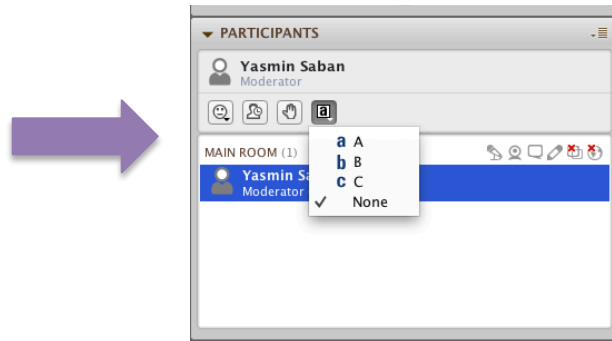 PARTICIPANTS
Yasmin Saban
Moderator
a
a A
b B
c C
✓ None
MAIN ROOM (1)
Yasmin Sa
Moderator